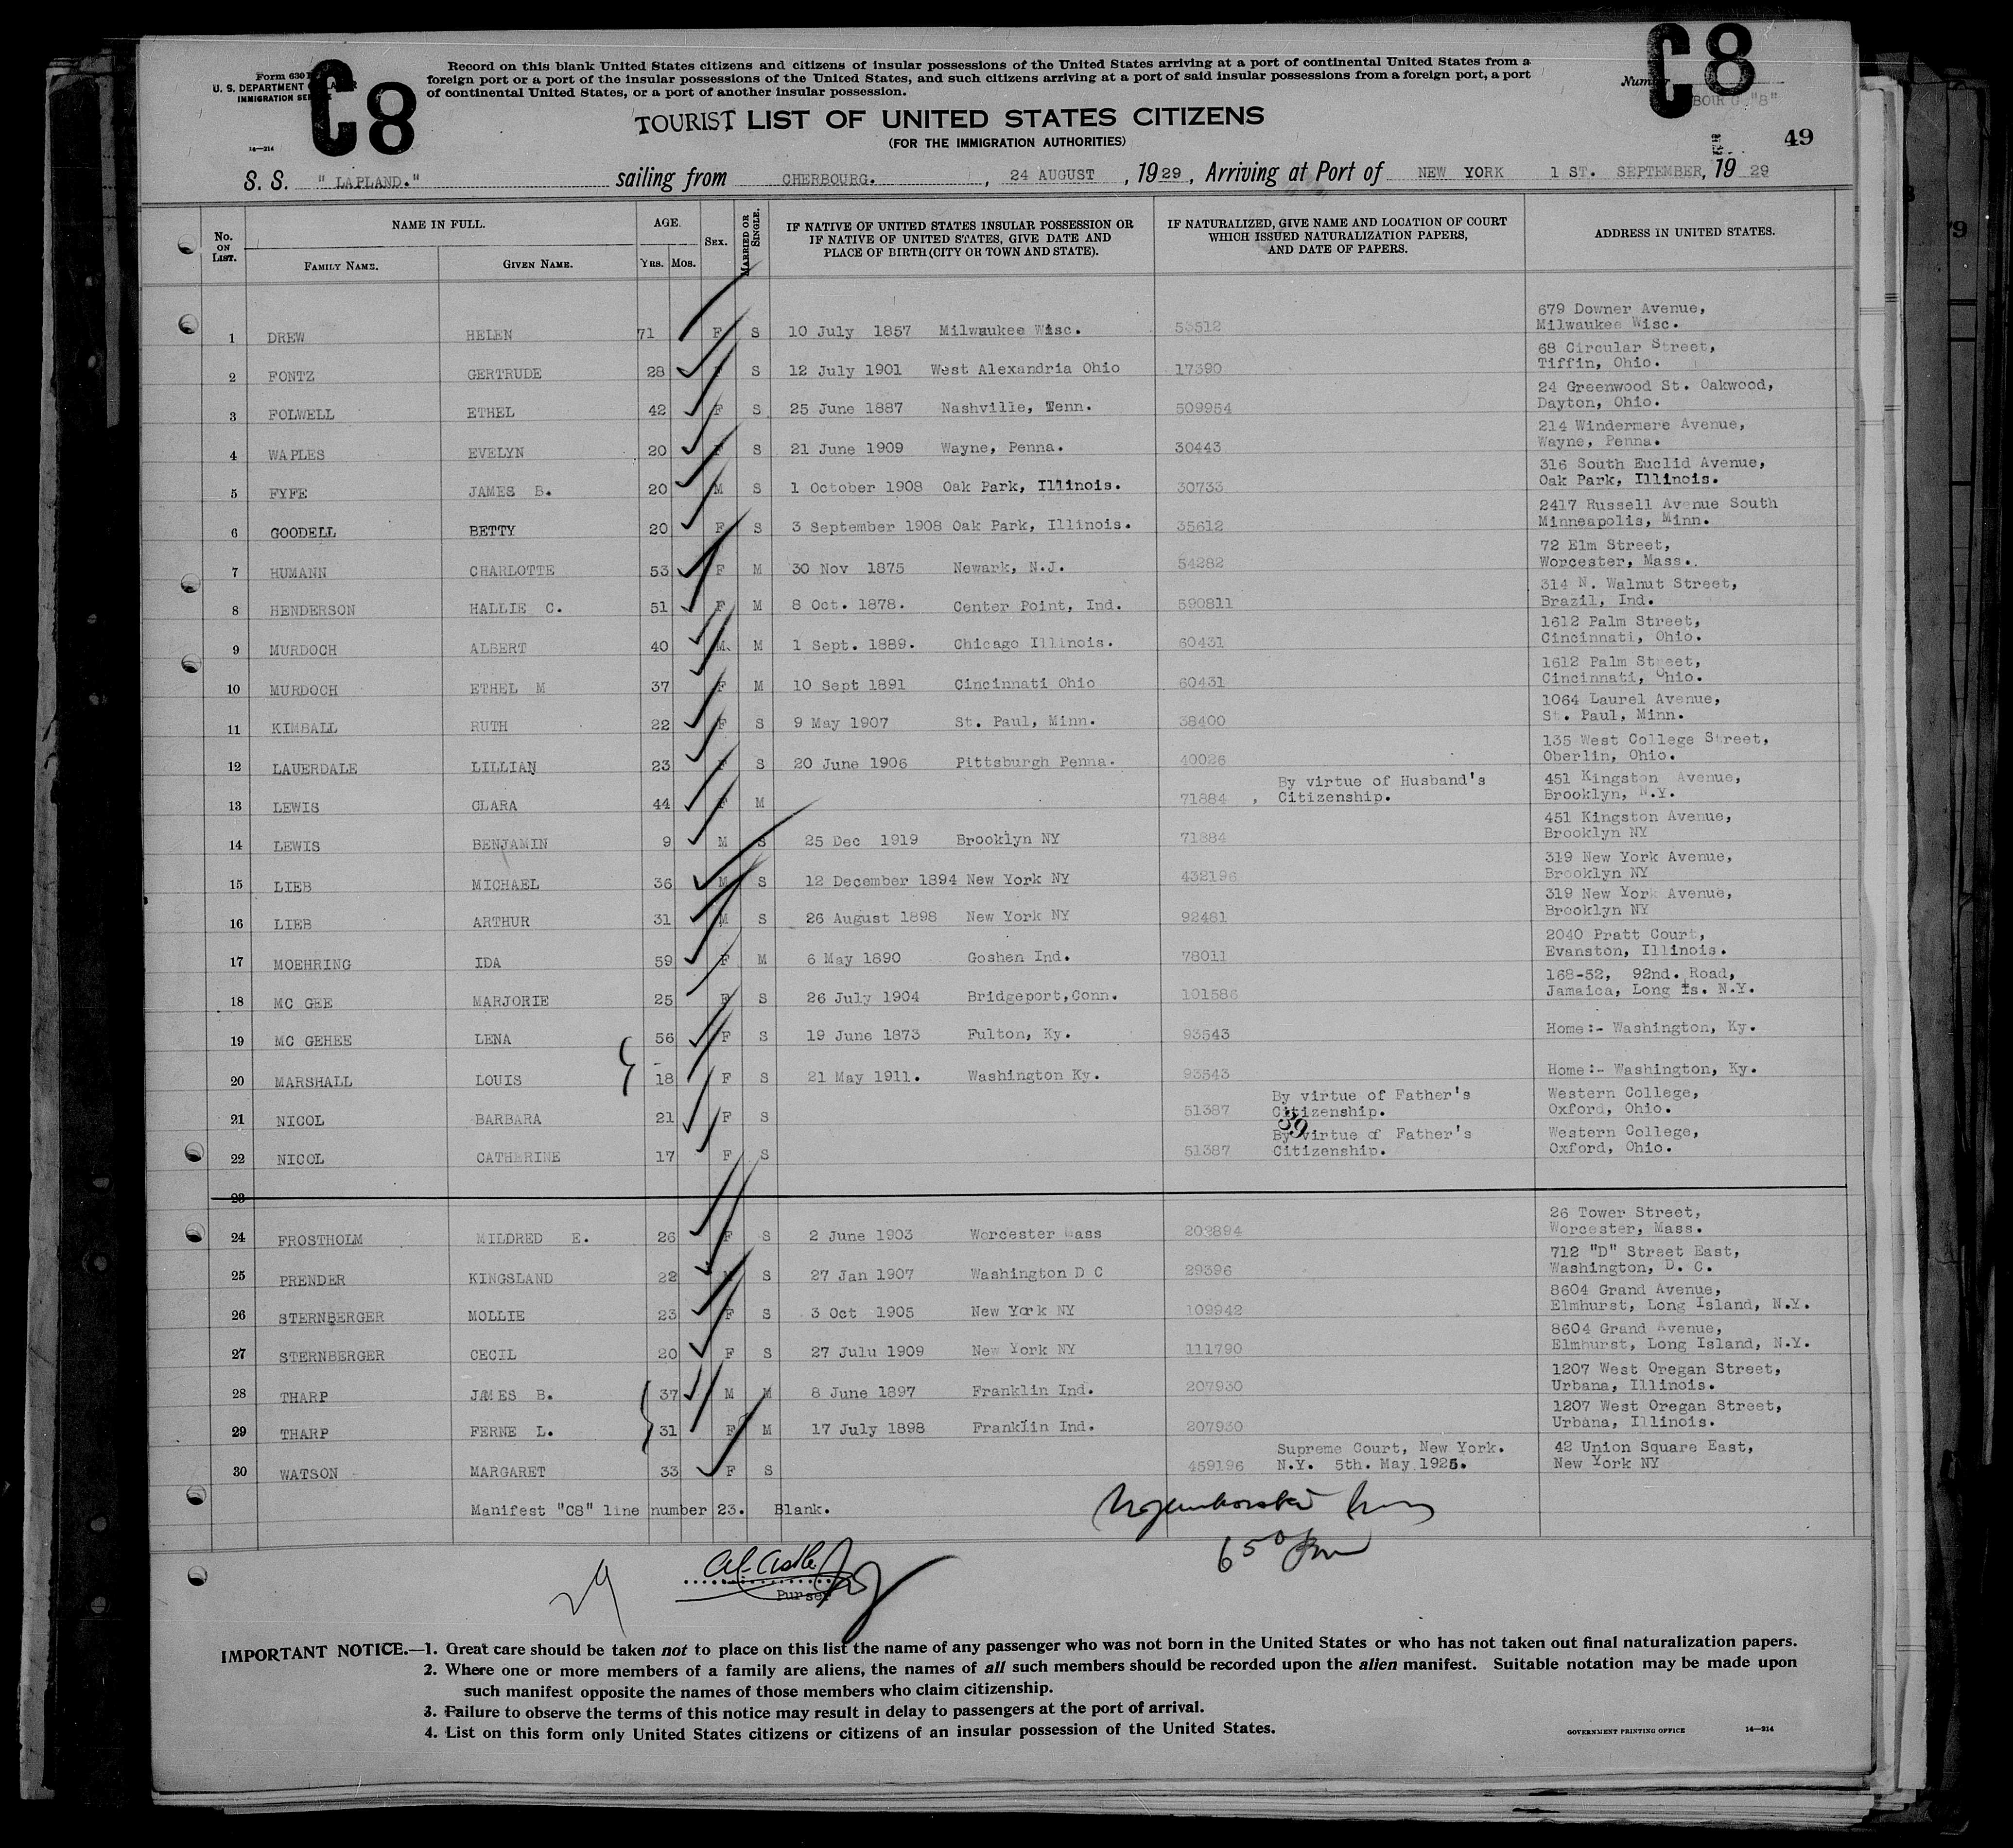 Form 630
U. S. DEPARTMENT
IMMIGRATION
14—214
C8
Record on this blank United States citizens and citizens of insular possessions of the United States arriving at a port of continental United States from a
foreign port or a port of the insular possessions of the United States, and such citizens arriving at a port of said insular possessions from a foreign port, a port
of continental United States, or a port of another insular possession.
C8
"8"
49
TOURIST LIST OF UNITED STATES CITIZENS
(FOR THE IMMIGRATION AUTHORITIES)
S. S. "LAPLAND." sailing from CHERBOURG. , 24 AUGUST , 1929 , Arriving at Port of NEW YORK 1 ST. SEPTEMBER, 1929
No. ON LIST. NAME IN FULL. FAMILY NAME. GIVEN NAME. AGE. YRS. MOS. SEX. MARRIED OR SINGLE. IF NATIVE OF UNITED STATES INSULAR POSSESSION OR IF NATIVE OF UNITED STATES, GIVE DATE AND PLACE OF BIRTH (CITY OR TOWN AND STATE). IF NATURALIZED, GIVE NAME AND LOCATION OF COURT WHICH ISSUED NATURALIZATION PAPERS, AND DATE OF PAPERS. ADDRESS IN UNITED STATES.
1 DREW HELEN 71 F S 10 July 1857 Milwaukee Wisc. 53512 679 Downer Avenue, Milwaukee Wisc.
2 FONTZ GERTRUDE 28 F S 12 July 1901 West Alexandria Ohio 17390 68 Circular Street, Tiffin, Ohio.
3 FOLWELL ETHEL 42 F S 25 June 1887 Nashville, Tenn. 509954 24 Greenwood St. Oakwood, Dayton, Ohio.
4 WAPLES EVELYN 20 F S 21 June 1909 Wayne, Penna. 30443 214 Windermere Avenue, Wayne, Penna.
5 FYFE JAMES B. 20 M S 1 October 1908 Oak Park, Illinois. 30733 316 South Euclid Avenue, Oak Park, Illinois.
6 GOODELL BETTY 20 F S 3 September 1908 Oak Park, Illinois. 35612 2417 Russell Avenue South Minneapolis, Minn.
7 HUMANN CHARLOTTE 53 F M 30 Nov 1875 Newark, N.J. 54282 72 Elm Street, Worcester, Mass.
8 HENDERSON HALLIE C. 51 F M 8 Oct. 1878. Center Point, Ind. 590811 314 N. Walnut Street, Brazil, Ind.
9 MURDOCH ALBERT 40 M M 1 Sept. 1889. Chicago Illinois. 60431 1612 Palm Street, Cincinnati, Ohio.
10 MURDOCH ETHEL M 37 F M 10 Sept 1891 Cincinnati Ohio 60431 1612 Palm Street, Cincinnati, Ohio.
11 KIMBALL RUTH 22 F S 9 May 1907 St. Paul, Minn. 38400 1064 Laurel Avenue, St. Paul, Minn.
12 LAUERDALE LILLIAN 23 F S 20 June 1906 Pittsburgh Penna. 40026 135 West College Street, Oberlin, Ohio.
13 LEWIS CLARA 44 F M 71884 , By virtue of Husband's Citizenship. 451 Kingston Avenue, Brooklyn, N.Y.
14 LEWIS BENJAMIN 9 M S 25 Dec 1919 Brooklyn NY 71884 451 Kingston Avenue, Brooklyn NY
15 LIEB MICHAEL 36 M S 12 December 1894 New York NY 432196 319 New York Avenue, Brooklyn NY
16 LIEB ARTHUR 31 M S 26 August 1898 New York NY 92481 319 New York Avenue, Brooklyn NY
17 MOEHRING IDA 59 F M 6 May 1890 Goshen Ind. 78011 2040 Pratt Court, Evanston, Illinois.
18 MC GEE MARJORIE 25 F S 26 July 1904 Bridgeport, Conn. 101586 168-52, 92nd. Road, Jamaica, Long Is. N.Y.
19 MC GEHEE LENA 56 F S 19 June 1873 Fulton, Ky. 93543 Home:- Washington, Ky.
20 MARSHALL LOUIS 18 F S 21 May 1911. Washington Ky. 93543 Home:- Washington, Ky.
21 NICOL BARBARA 21 F S 51387 By virtue of Father's Citizenship. Western College, Oxford, Ohio.
22 NICOL CATHERINE 17 F S 51387 By virtue of Father's Citizenship. Western College, Oxford, Ohio.
23
24 FROSTHOLM MILDRED E. 26 F S 2 June 1903 Worcester Mass 202894 26 Tower Street, Worcester, Mass.
25 PRENDER KINGSLAND 22 M S 27 Jan 1907 Washington D C 29396 712 "D" Street East, Washington, D. C.
26 STERNBERGER MOLLIE 23 F S 3 Oct 1905 New York NY 109942 8604 Grand Avenue, Elmhurst, Long Island, N.Y.
27 STERNBERGER CECIL 20 F S 27 Julu 1909 New York NY 111790 8604 Grand Avenue, Elmhurst, Long Island, N.Y.
28 THARP JAMES B. 37 M M 8 June 1897 Franklin Ind. 207930 1207 West Oregan Street, Urbana, Illinois.
29 THARP FERNE L. 31 F M 17 July 1898 Franklin Ind. 207930 1207 West Oregan Street, Urbana, Illinois.
30 WATSON MARGARET 33 F S 459196 Supreme Court, New York. N.Y. 5th. May 1925. 42 Union Square East, New York NY
Manifest "C8" line number 23. Blank.
29
Purser
IMPORTANT NOTICE.—1. Great care should be taken not to place on this list the name of any passenger who was not born in the United States or who has not taken out final naturalization papers.
2. Where one or more members of a family are aliens, the names of all such members should be recorded upon the alien manifest. Suitable notation may be made upon
such manifest opposite the names of those members who claim citizenship.
3. Failure to observe the terms of this notice may result in delay to passengers at the port of arrival.
4. List on this form only United States citizens or citizens of an insular possession of the United States.
GOVERNMENT PRINTING OFFICE 14—214